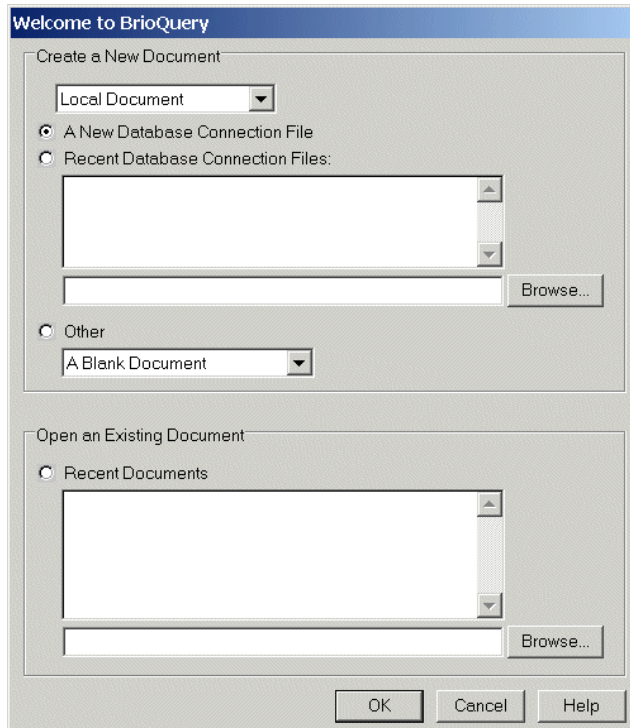 Welcome to BrioQuery
Create a New Document
Local Document
A New Database Connection File
Recent Database Connection Files:
Browse...
Other
A Blank Document
Open an Existing Document
Recent Documents
Browse...
OK Cancel Help